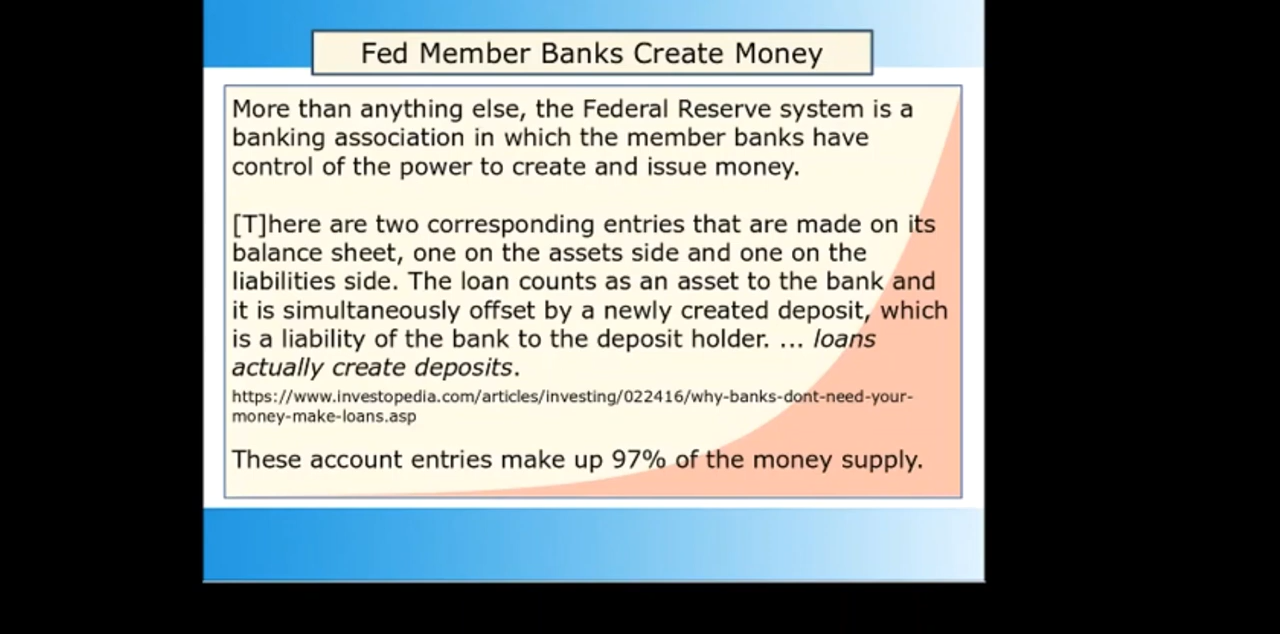 Fed Member Banks Create Money
More than anything else, the Federal Reserve system is a
banking association in which the member banks have
control of the power to create and issue money.
[T]here are two corresponding entries that are made on its
balance sheet, one on the assets side and one on the
liabilities side. The loan counts as an asset to the bank and
it is simultaneously offset by a newly created deposit, which
is a liability of the bank to the deposit holder. ... loans
actually create deposits.
https://www.investopedia.com/articles/investing/022416/why-banks-dont-need-your-
money-make-loans.asp
These account entries make up 97% of the money supply.